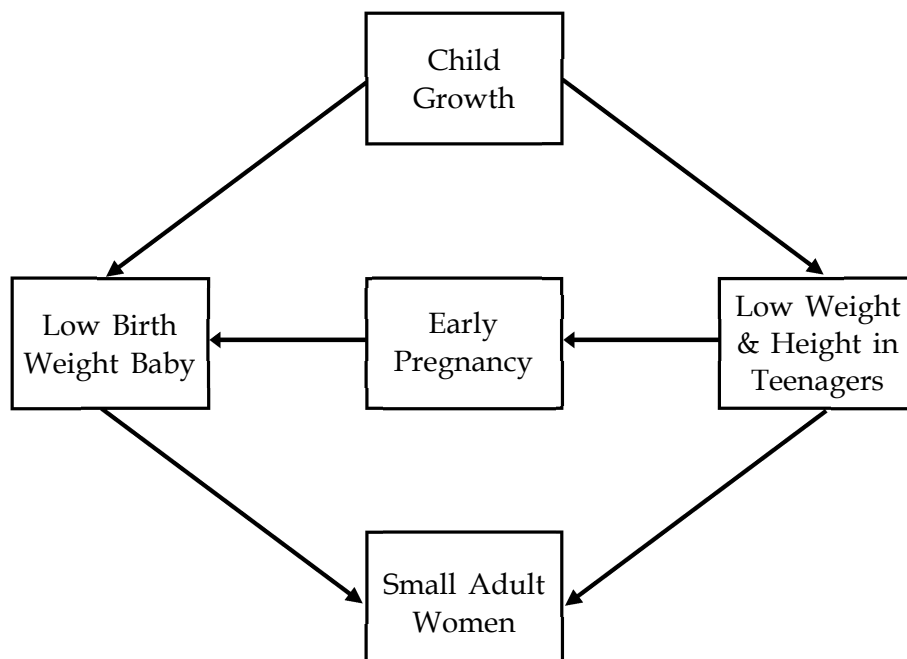 Child
Growth
Low Birth
Weight Baby
Early
Pregnancy
Low Weight
& Height in
Teenagers
Small Adult
Women